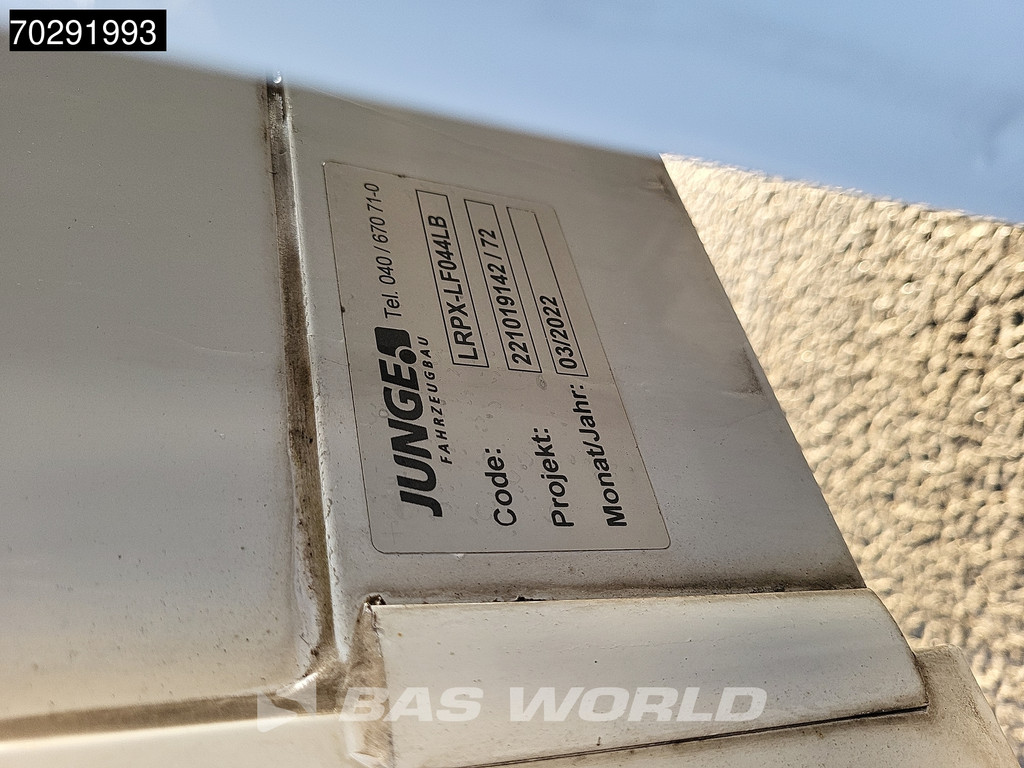 70291993
JUNGE
FAHRZEUGBAU
Tel. 040 / 670 71-0
Code: LRPX-LF044LB
Projekt: 221019142 / 72
Monat/Jahr: 03/2022
BAS WORLD